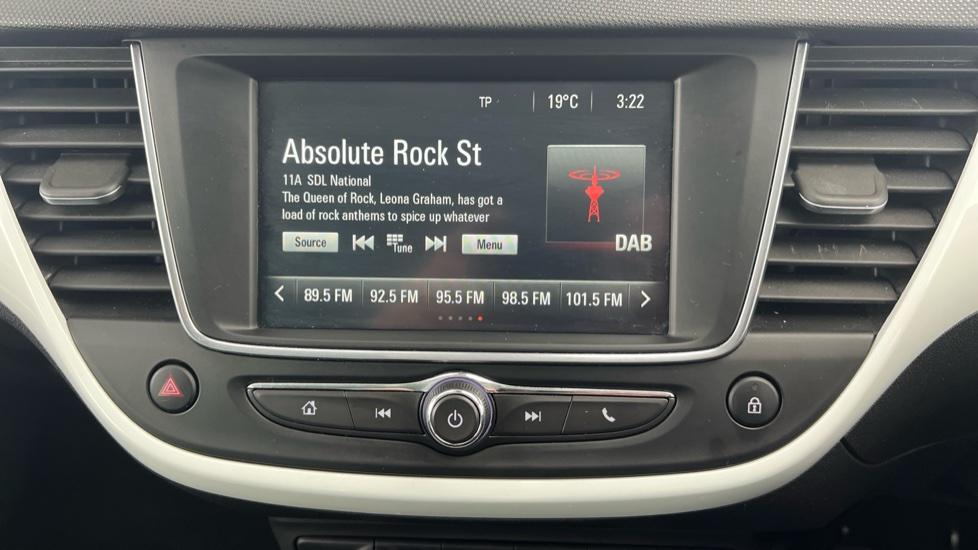 TP 19°C 3:22
Absolute Rock St
11A SDL National
The Queen of Rock, Leona Graham, has got a
load of rock anthems to spice up whatever
Source Tune Menu
DAB
89.5 FM 92.5 FM 95.5 FM 98.5 FM 101.5 FM